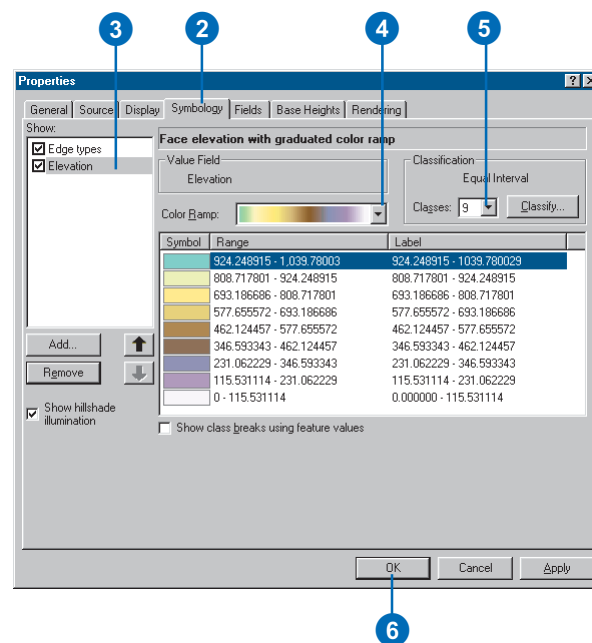 3 2 4 5
Properties ? X
General Source Display Symbology Fields Base Heights Rendering
Show:
Edge types
Elevation
Face elevation with graduated color ramp
Value Field
Elevation
Classification
Equal Interval
Color Ramp:
Classes: 9 Classify...
Symbol Range Label
924.248915 - 1,039.78003 924.248915 - 1039.780029
808.717801 - 924.248915 808.717801 - 924.248915
693.186686 - 808.717801 693.186686 - 808.717801
577.655572 - 693.186686 577.655572 - 693.186686
462.124457 - 577.655572 462.124457 - 577.655572
346.593343 - 462.124457 346.593343 - 462.124457
231.062229 - 346.593343 231.062229 - 346.593343
115.531114 - 231.062229 115.531114 - 231.062229
0 - 115.531114 0.000000 - 115.531114
Add...
Remove
Show hillshade
illumination
Show class breaks using feature values
OK Cancel Apply
6